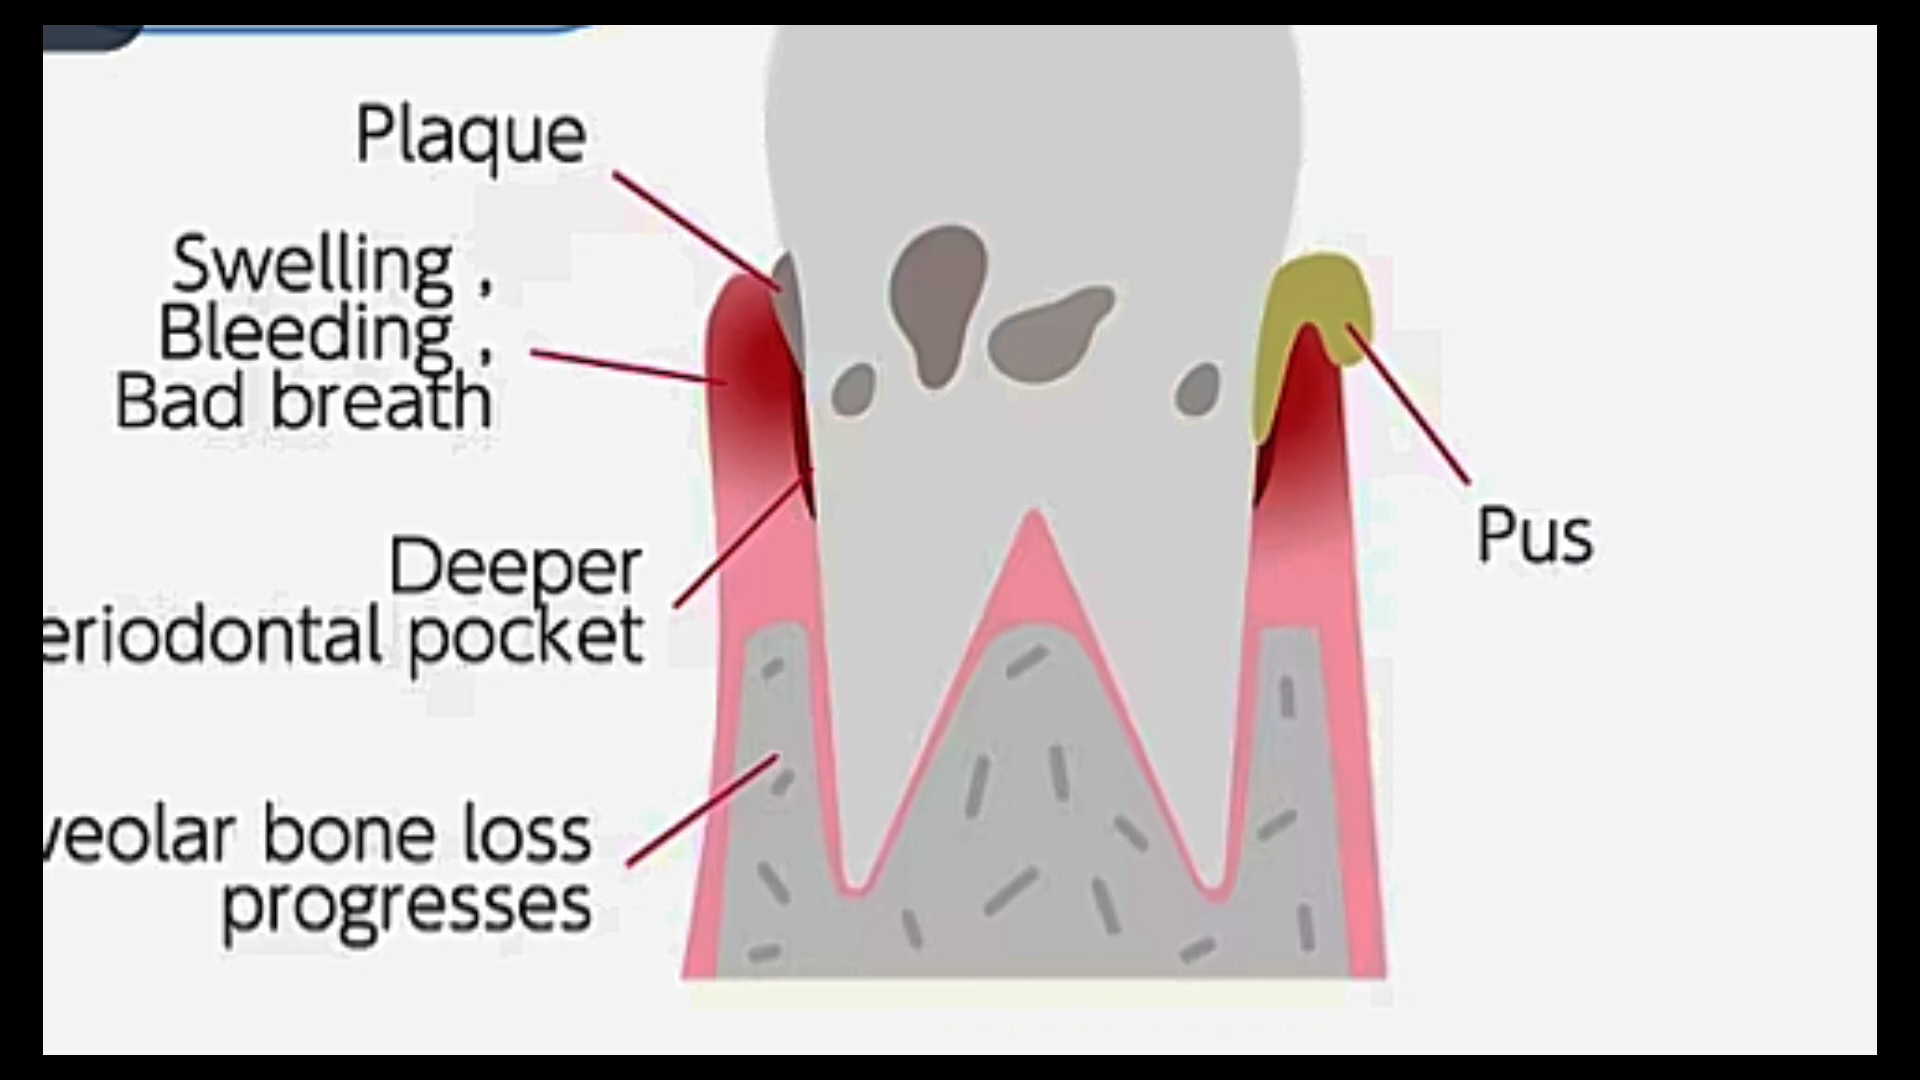 Plaque
Swelling ,
Bleeding ,
Bad breath
Deeper
eriodontal pocket
veolar bone loss
progresses
Pus